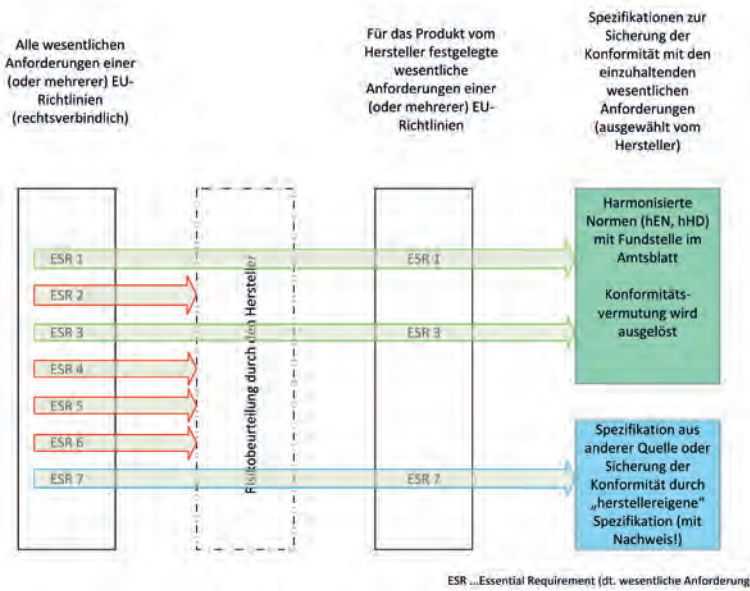 Alle wesentlichen
Anforderungen einer
(oder mehrerer) EU-
Richtlinien
(rechtsverbindlich)
Für das Produkt vom
Hersteller festgelegte
wesentliche
Anforderungen einer
(oder mehrerer) EU-
Richtlinien
Spezifikationen zur
Sicherung der
Konformität mit den
einzuhaltenden
wesentlichen
Anforderungen
(ausgewählt vom
Hersteller)
ESR 1
ESR 2
ESR 3
ESR 4
ESR 5
ESR 6
ESR 7
Risikobeurteilung durch den Hersteller
ESR 1
ESR 3
ESR 7
Harmonisierte
Normen (hEN, hHD)
mit Fundstelle im
Amtsblatt
Konformitäts-
vermutung wird
ausgelöst
Spezifikation aus
anderer Quelle oder
Sicherung der
Konformität durch
„herstellereigene“
Spezifikation (mit
Nachweis!)
ESR ...Essential Requirement (dt. wesentliche Anforderung